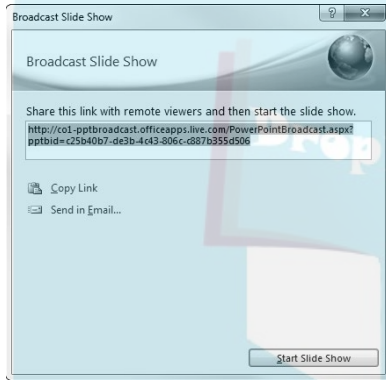 Broadcast Slide Show
Broadcast Slide Show
Share this link with remote viewers and then start the slide show.
http://co1-pptbroadcast.officeapps.live.com/PowerPointBroadcast.aspx?
pptbid=c25b40b7-de3b-4c43-806c-c887b355d506
Drop
Copy Link
Send in Email...
Start Slide Show